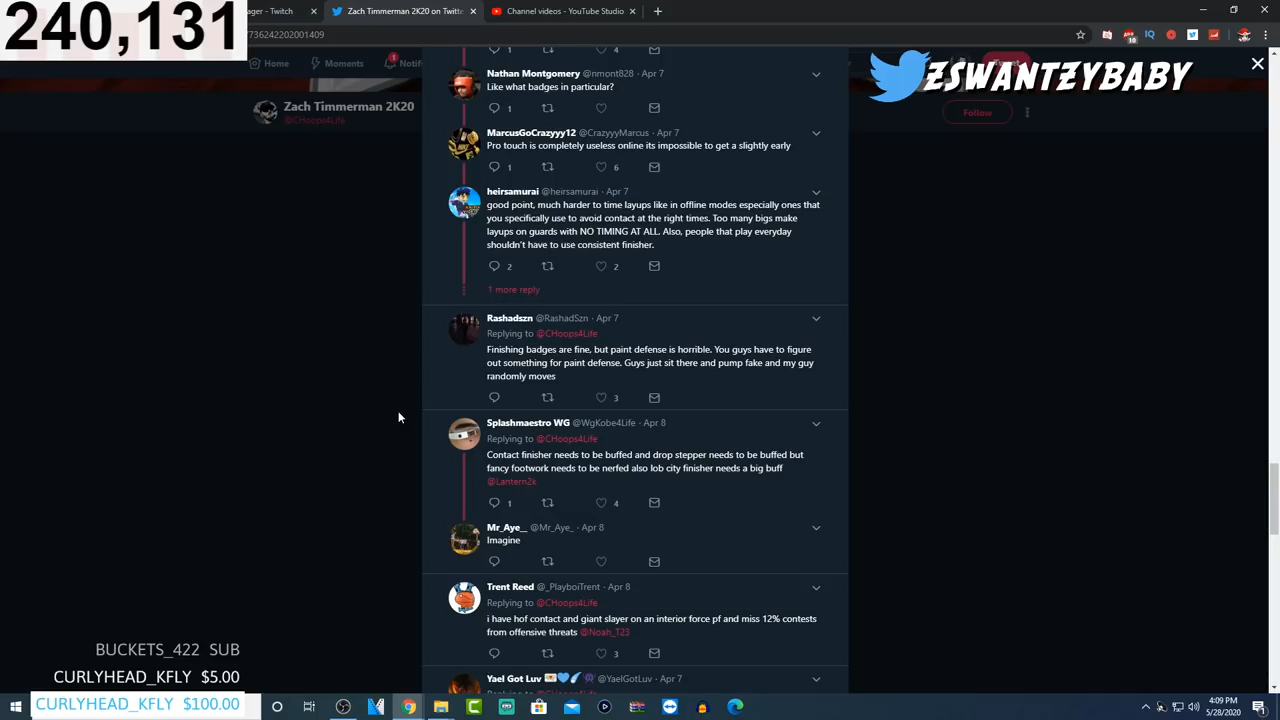 240,131
ager - Twitch
Zach Timmerman 2K20 on Twitte
Channel videos - YouTube Studio
736242202001409
Home
Moments
Notifi
ZSWANTZYBABY
Zach Timmerman 2K20
@CHoops4Life
Follow
1 4
Nathan Montgomery @nmont828 · Apr 7
Like what badges in particular?
1
MarcusGoCrazyyy12 @CrazyyyMarcus · Apr 7
Pro touch is completely useless online its impossible to get a slightly early
1 6
heirsamurai @heirsamurai · Apr 7
good point, much harder to time layups like in offline modes especially ones that
you specifically use to avoid contact at the right times. Too many bigs make
layups on guards with NO TIMING AT ALL. Also, people that play everyday
shouldn't have to use consistent finisher.
2 2
1 more reply
Rashadszn @RashadSzn · Apr 7
Replying to @CHoops4Life
Finishing badges are fine, but paint defense is horrible. You guys have to figure
out something for paint defense. Guys just sit there and pump fake and my guy
randomly moves
3
Splashmaestro WG @WgKobe4Life · Apr 8
Replying to @CHoops4Life
Contact finisher needs to be buffed and drop stepper needs to be buffed but
fancy footwork needs to be nerfed also lob city finisher needs a big buff
@Lantern2k
1 4
Mr_Aye__ @Mr_Aye_ · Apr 8
Imagine
Trent Reed @_PlayboiTrent · Apr 8
Replying to @CHoops4Life
i have hof contact and giant slayer on an interior force pf and miss 12% contests
from offensive threats @Noah_T23
3
Yael Got Luv @YaelGotLuv · Apr 7
Replying to @CHoops4Life
BUCKETS_422 SUB
CURLYHEAD_KFLY $5.00
CURLYHEAD_KFLY $100.00
4:09 PM
5/28/2020